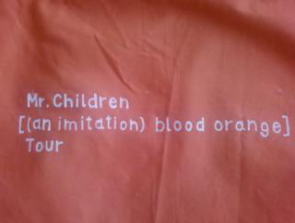 Mr.Children
[(an imitation) blood orange]
Tour